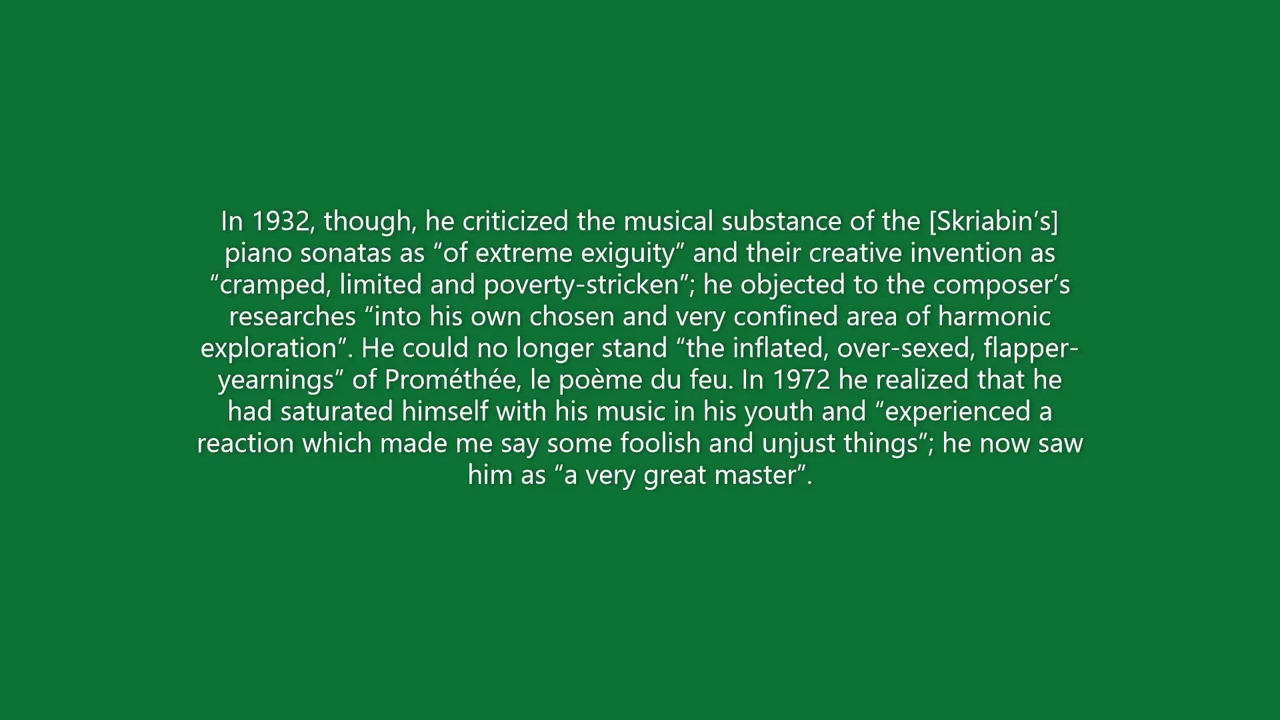 In 1932, though, he criticized the musical substance of the [Skriabin’s]
piano sonatas as “of extreme exiguity” and their creative invention as
“cramped, limited and poverty-stricken”; he objected to the composer’s
researches “into his own chosen and very confined area of harmonic
exploration”. He could no longer stand “the inflated, over-sexed, flapper-
yearnings” of Prométhée, le poème du feu. In 1972 he realized that he
had saturated himself with his music in his youth and “experienced a
reaction which made me say some foolish and unjust things”; he now saw
him as “a very great master”.